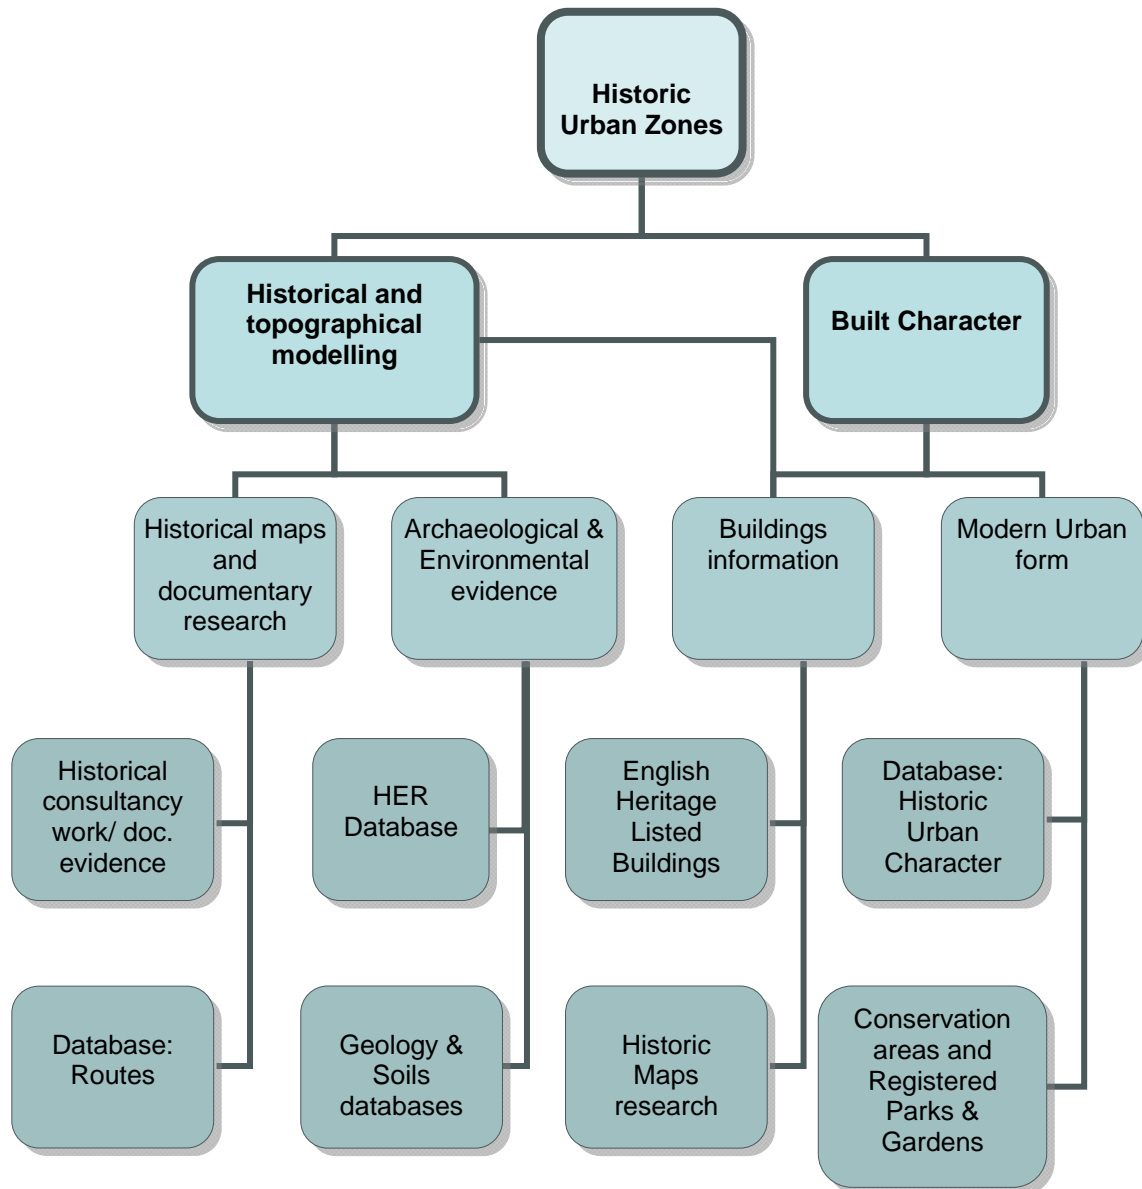 Historic
Urban Zones
Historical and
topographical
modelling
Built Character
Historical maps
and
documentary
research
Archaeological &
Environmental
evidence
Buildings
information
Modern Urban
form
Historical
consultancy
work/ doc.
evidence
HER
Database
English
Heritage
Listed
Buildings
Database:
Historic
Urban
Character
Database:
Routes
Geology &
Soils
databases
Historic
Maps
research
Conservation
areas and
Registered
Parks &
Gardens